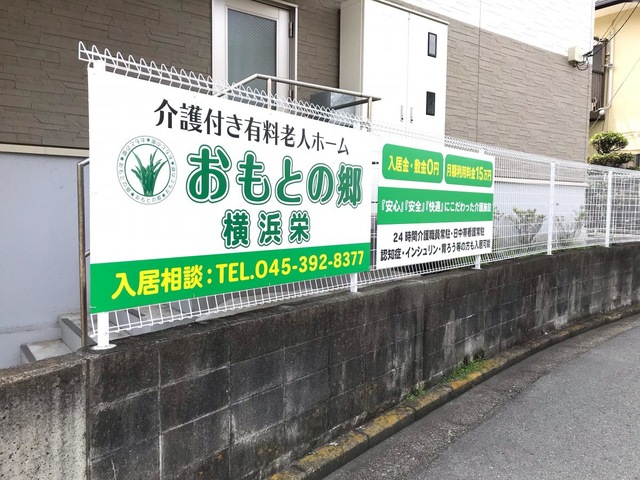 介護付き有料老人ホーム
おもとの郷
横浜栄
入居相談：TEL.045-392-8377
入居金・敷金0円
月額利用料金15万円
『安心』『安全』『快適』にこだわった介護施設
24時間介護職員常駐・日中帯看護常駐
認知症・インシュリン・胃ろう等の方も入居可能